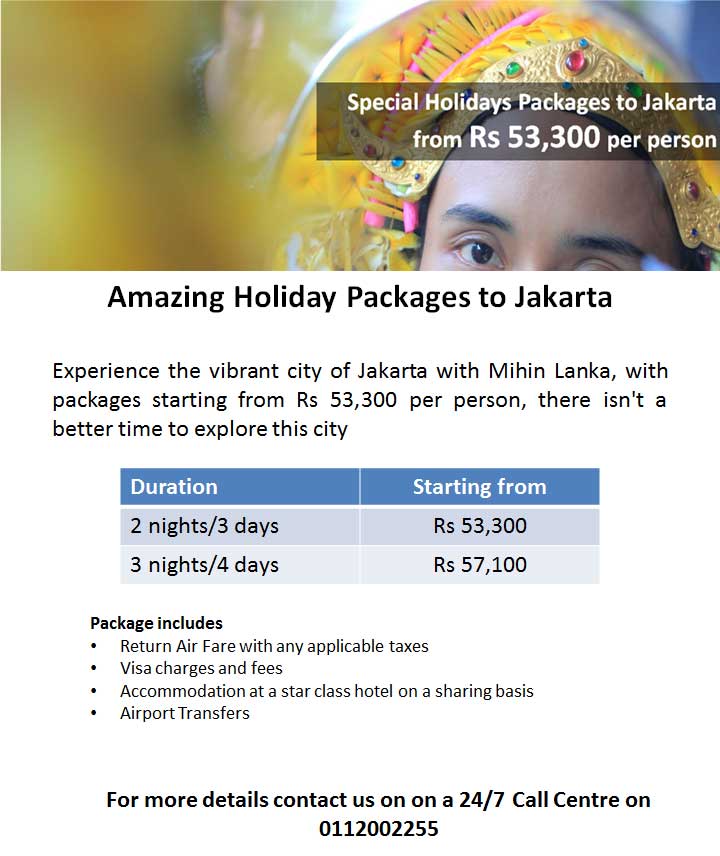 Special Holidays Packages to Jakarta
from Rs 53,300 per person
Amazing Holiday Packages to Jakarta
Experience the vibrant city of Jakarta with Mihin Lanka, with
packages starting from Rs 53,300 per person, there isn't a
better time to explore this city
Duration Starting from
2 nights/3 days Rs 53,300
3 nights/4 days Rs 57,100
Package includes
• Return Air Fare with any applicable taxes
• Visa charges and fees
• Accommodation at a star class hotel on a sharing basis
• Airport Transfers
For more details contact us on on a 24/7 Call Centre on
0112002255